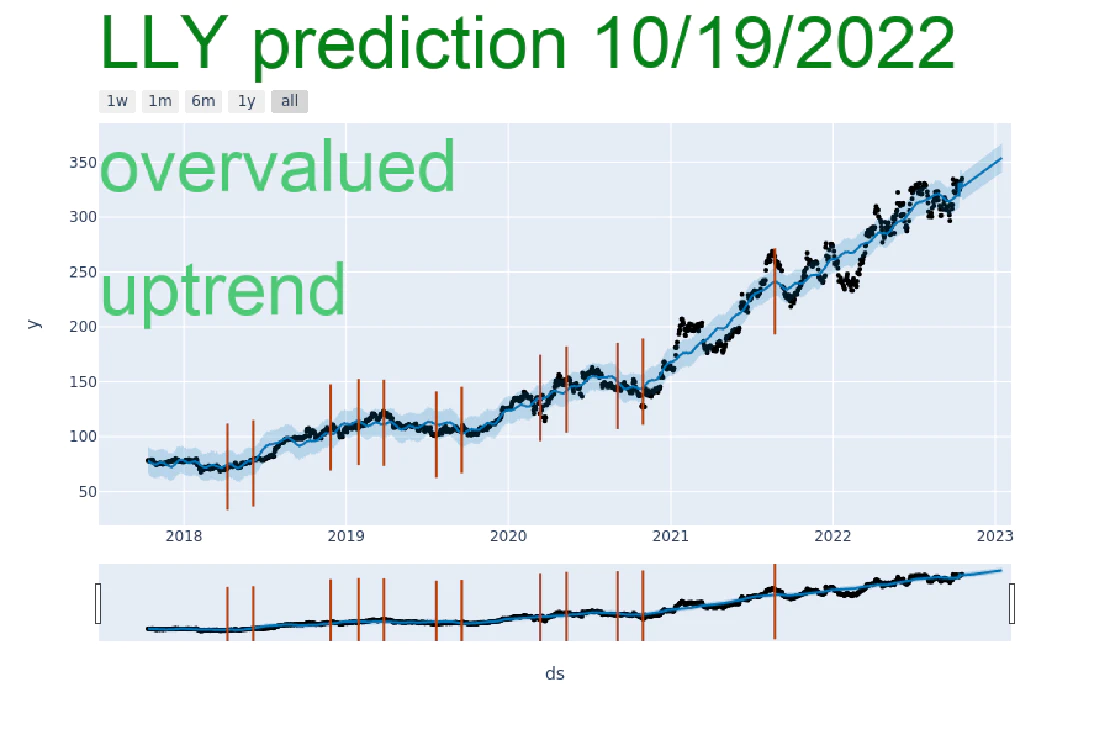 LLY prediction 10/19/2022
1w 1m 6m 1y all
overvalued
uptrend
350
300
250
200
150
100
50
y
2018 2019 2020 2021 2022 2023
ds